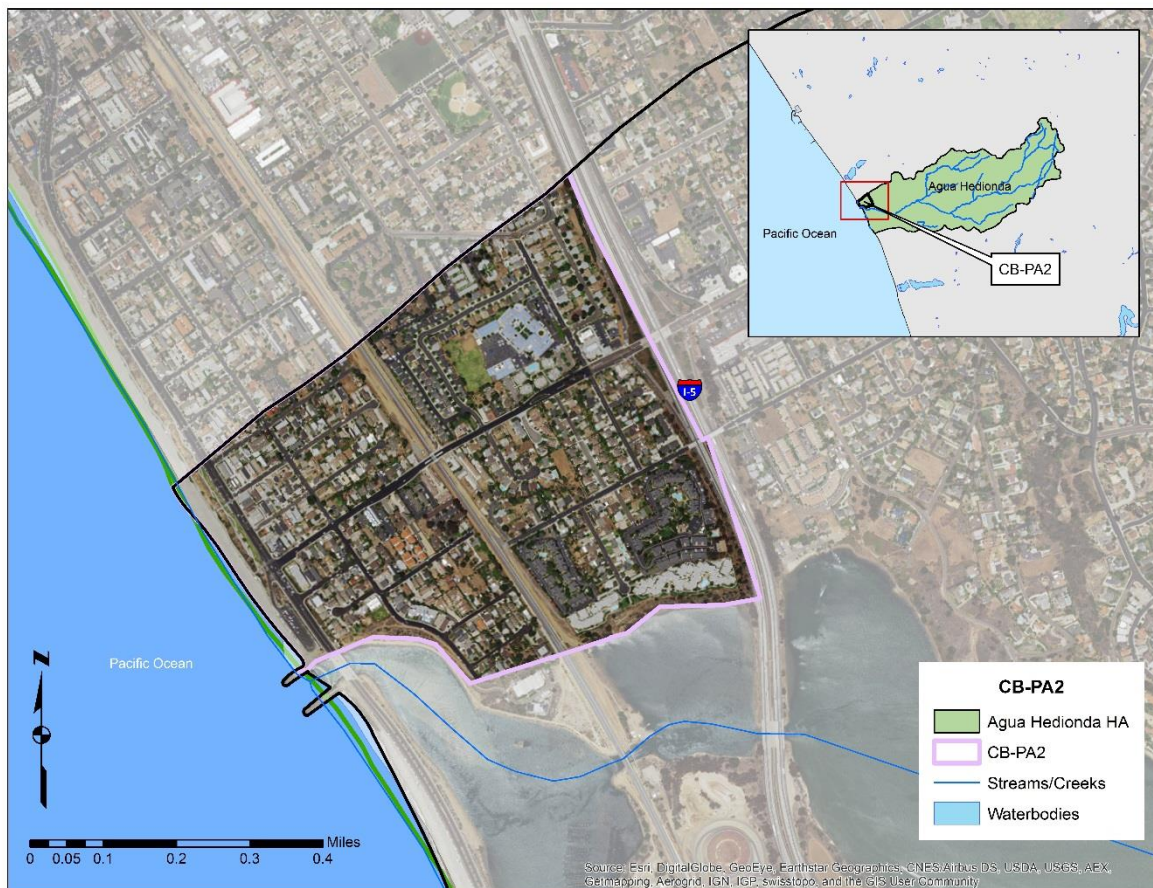 Agua Hedionda
Pacific Ocean
CB-PA2
I-5
Pacific Ocean
N
Miles
0 0.05 0.1 0.2 0.3 0.4
CB-PA2
Agua Hedionda HA
CB-PA2
Streams/Creeks
Waterbodies
Source: Esri, DigitalGlobe, GeoEye, Earthstar Geographics, CNES/Airbus DS, USDA, USGS, AEX,
Getmapping, Aerogrid, IGN, IGP, swisstopo, and the GIS User Community